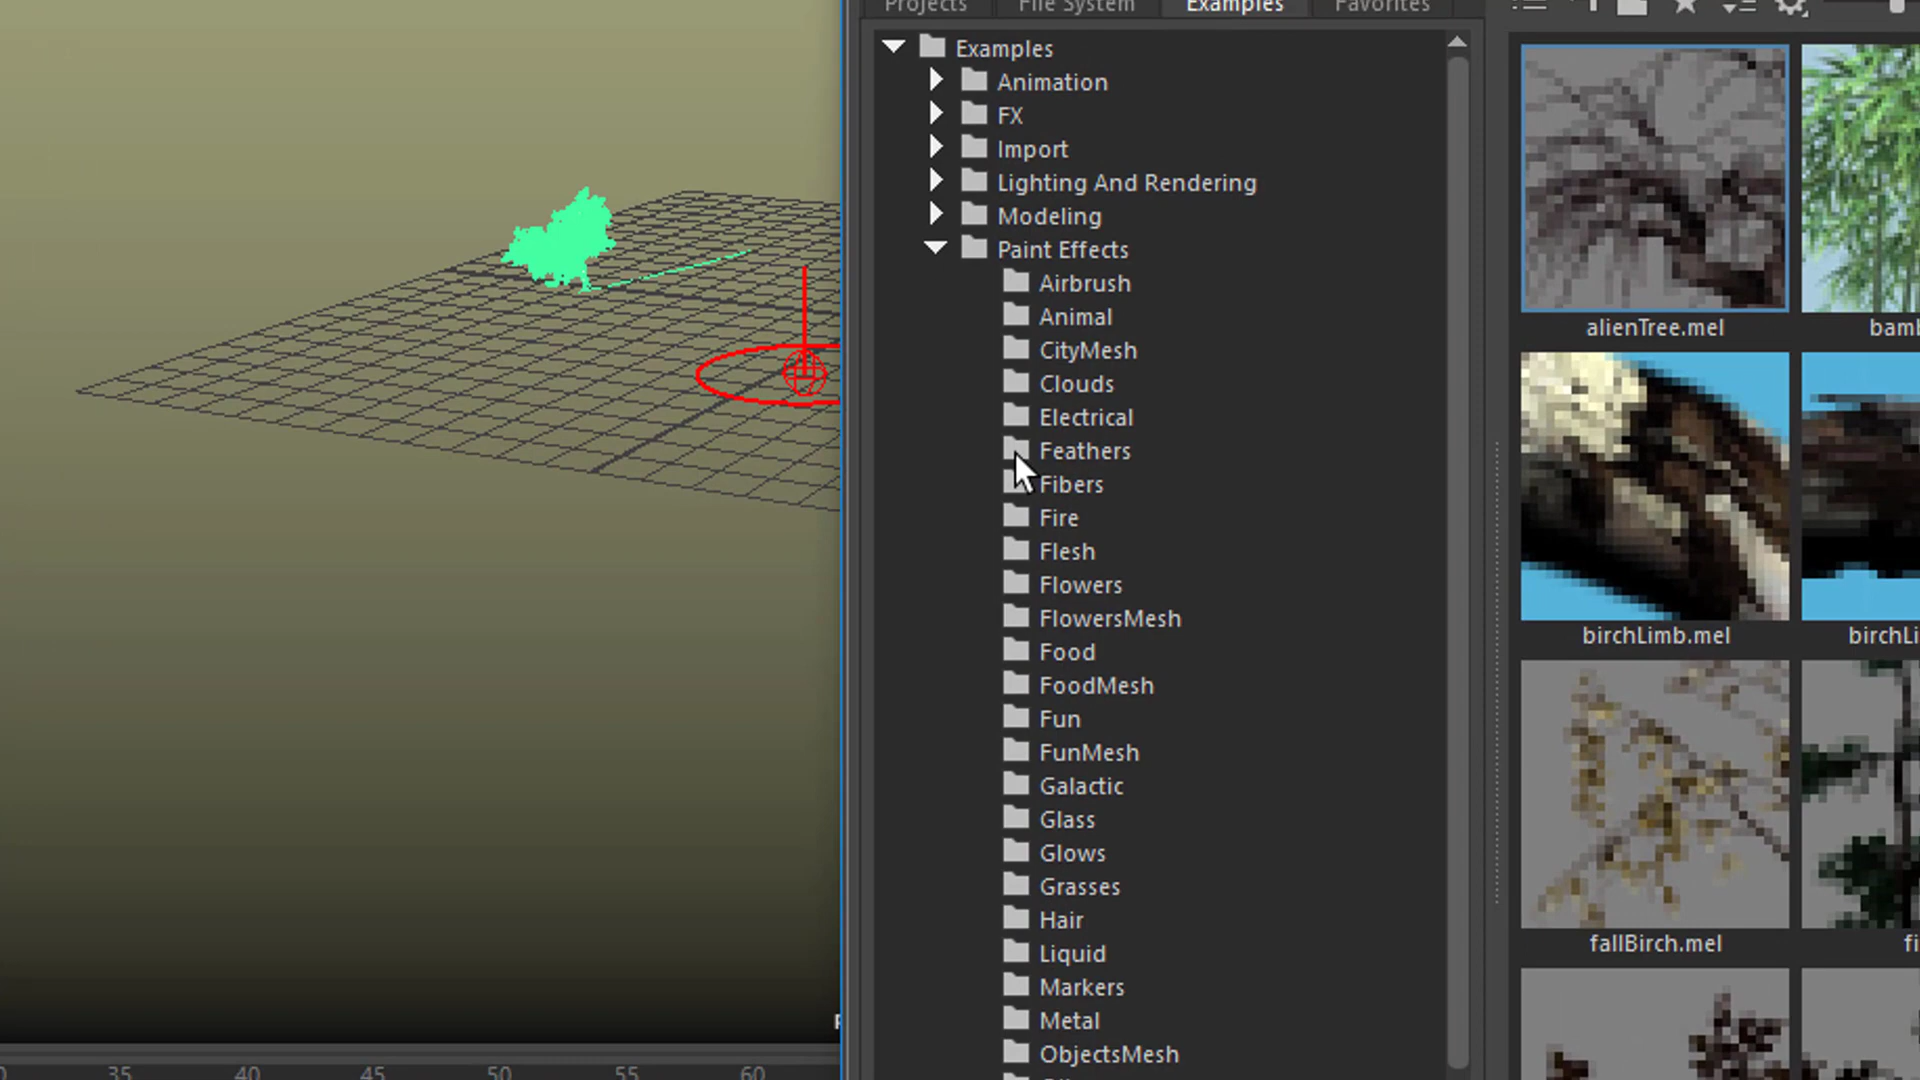 Projects File System Examples Favorites
Examples
Animation
FX
Import
Lighting And Rendering
Modeling
Paint Effects
Airbrush
Animal
CityMesh
Clouds
Electrical
Feathers
Fibers
Fire
Flesh
Flowers
FlowersMesh
Food
FoodMesh
Fun
FunMesh
Galactic
Glass
Glows
Grasses
Hair
Liquid
Markers
Metal
ObjectsMesh
alienTree.mel bamb
birchLimb.mel birchLi
fallBirch.mel fi
35 40 45 50 55 60